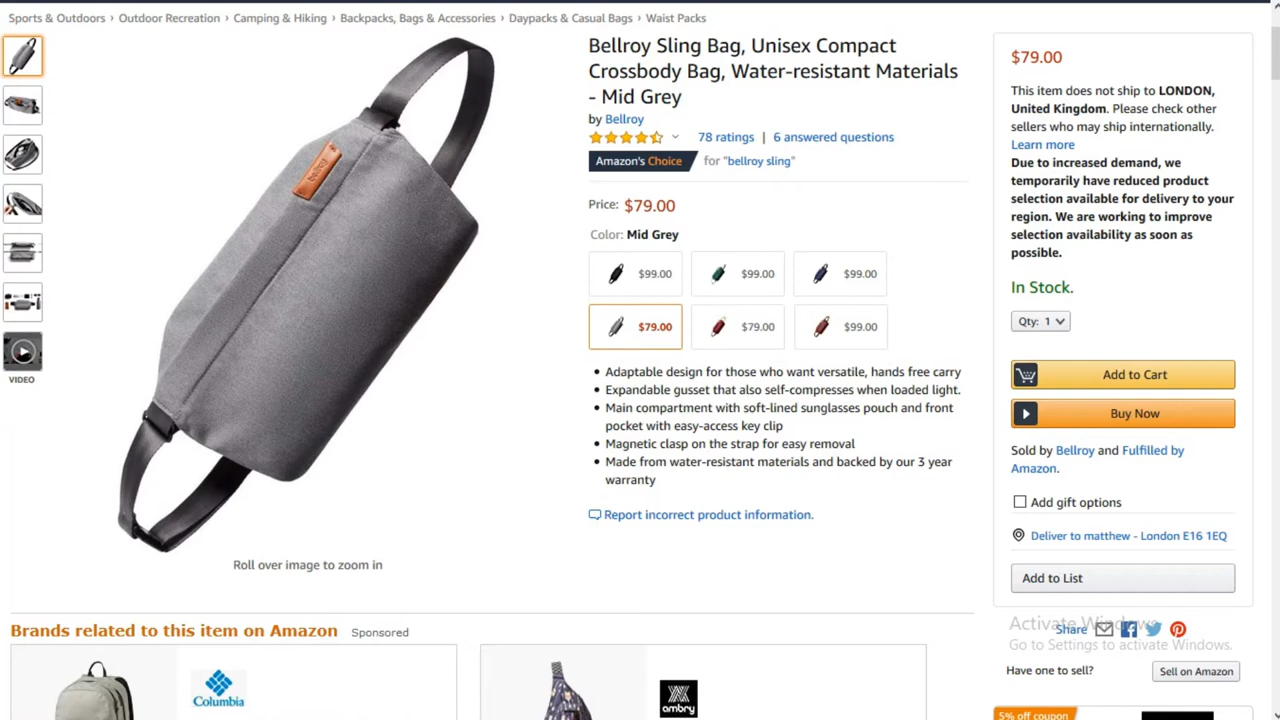 Sports & Outdoors › Outdoor Recreation › Camping & Hiking › Backpacks, Bags & Accessories › Daypacks & Casual Bags › Waist Packs
VIDEO
Roll over image to zoom in
Bellroy Sling Bag, Unisex Compact
Crossbody Bag, Water-resistant Materials
- Mid Grey
by Bellroy
78 ratings | 6 answered questions
Amazon's Choice for "bellroy sling"
Price: $79.00
Color: Mid Grey
$99.00 $99.00 $99.00
$79.00 $79.00 $99.00
• Adaptable design for those who want versatile, hands free carry
• Expandable gusset that also self-compresses when loaded light.
• Main compartment with soft-lined sunglasses pouch and front
pocket with easy-access key clip
• Magnetic clasp on the strap for easy removal
• Made from water-resistant materials and backed by our 3 year
warranty
Report incorrect product information.
$79.00
This item does not ship to LONDON,
United Kingdom. Please check other
sellers who may ship internationally.
Learn more
Due to increased demand, we
temporarily have reduced product
selection available for delivery to your
region. We are working to improve
selection availability as soon as
possible.
In Stock.
Qty: 1
Add to Cart
Buy Now
Sold by Bellroy and Fulfilled by
Amazon.
Add gift options
Deliver to matthew - London E16 1EQ
Add to List
Activate Windows
Share
Go to Settings to activate Windows.
Have one to sell?
Sell on Amazon
5% off coupon
Brands related to this item on Amazon Sponsored
Columbia
ambry